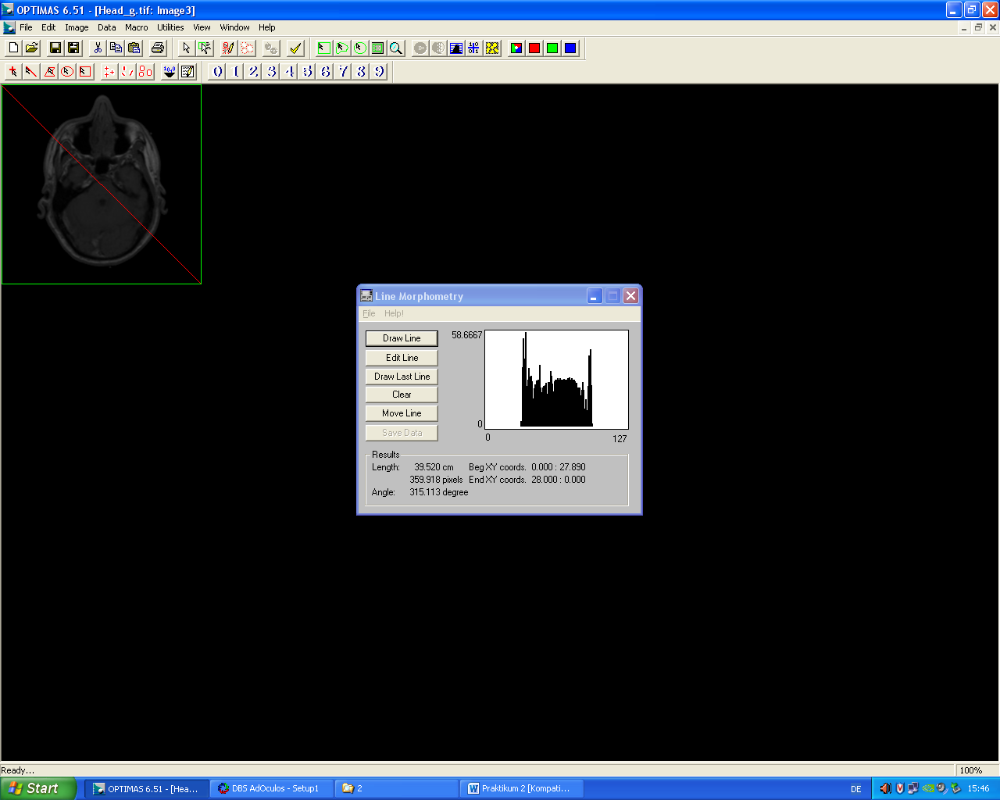 OPTIMAS 6.51 - [Head_g.tif: Image3]
File Edit Image Data Macro Utilities View Window Help
0 1 2 3 4 5 6 7 8 9
Line Morphometry
File Help!
Draw Line
Edit Line
Draw Last Line
Clear
Move Line
Save Data
58.6667
0
0 127
Results
Length: 39.520 cm Beg XY coords. 0.000 : 27.890
359.918 pixels End XY coords. 28.000 : 0.000
Angle: 315.113 degree
Ready... 100%
Start OPTIMAS 6.51 - [Hea... DBS AdOculos - Setup1 2 Praktikum 2 [Kompati... DE 15:46